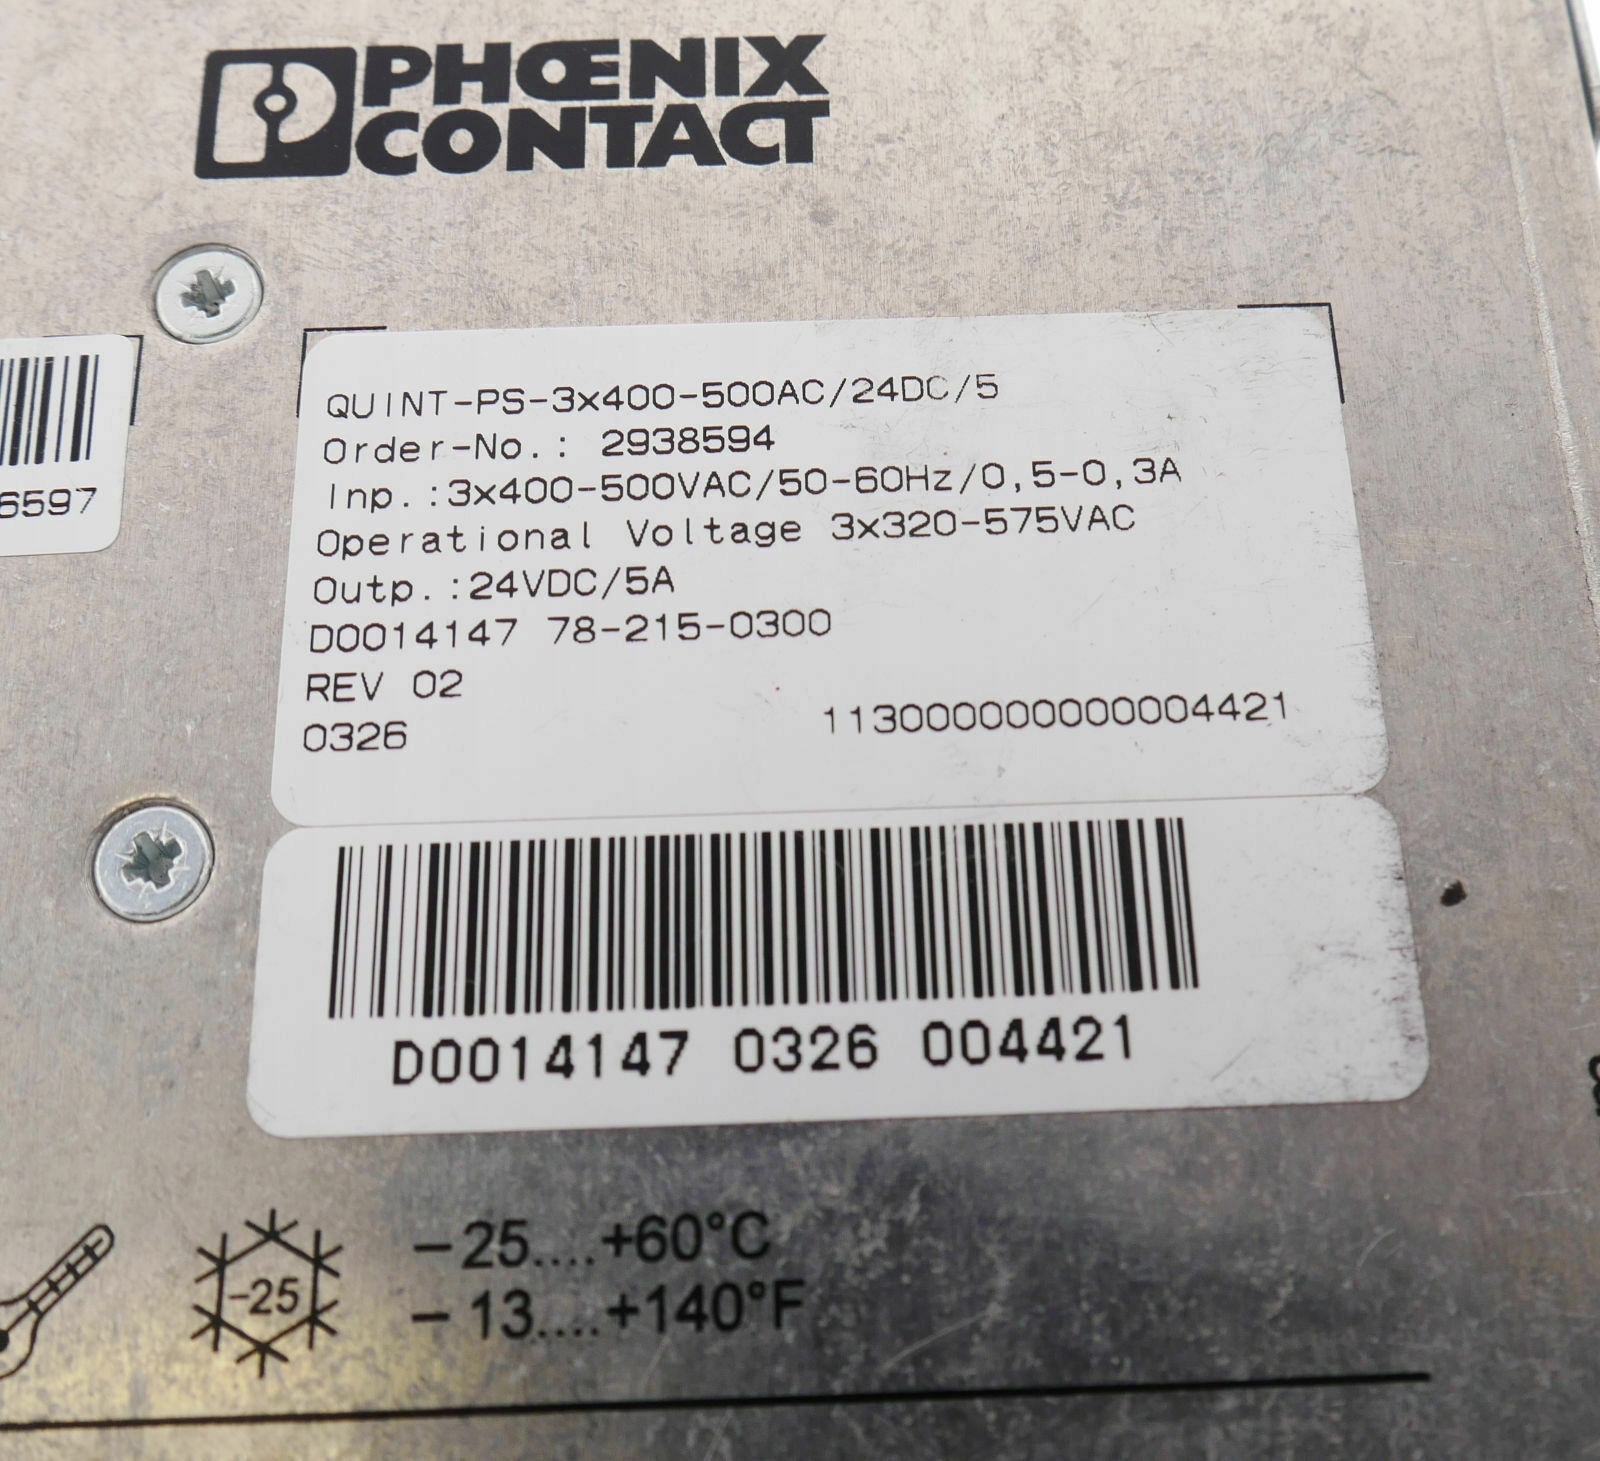 PHŒNIX
CONTACT
6597
QUINT-PS-3x400-500AC/24DC/5
Order-No.: 2938594
Inp.:3x400-500VAC/50-60Hz/0,5-0,3A
Operational Voltage 3x320-575VAC
Outp.:24VDC/5A
D0014147 78-215-0300
REV 02
0326
1130000000000004421
D0014147 0326 004421
-25
–25....+60°C
–13....+140°F